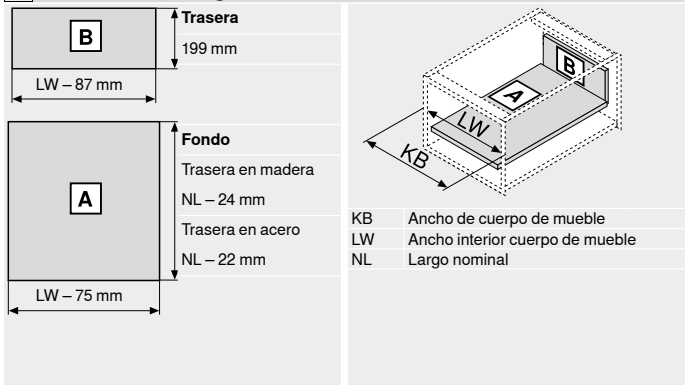 B
Trasera
199 mm
LW – 87 mm
A
Fondo
Trasera en madera
NL – 24 mm
Trasera en acero
NL – 22 mm
LW – 75 mm
B
A
LW
KB
KB Ancho de cuerpo de mueble
LW Ancho interior cuerpo de mueble
NL Largo nominal